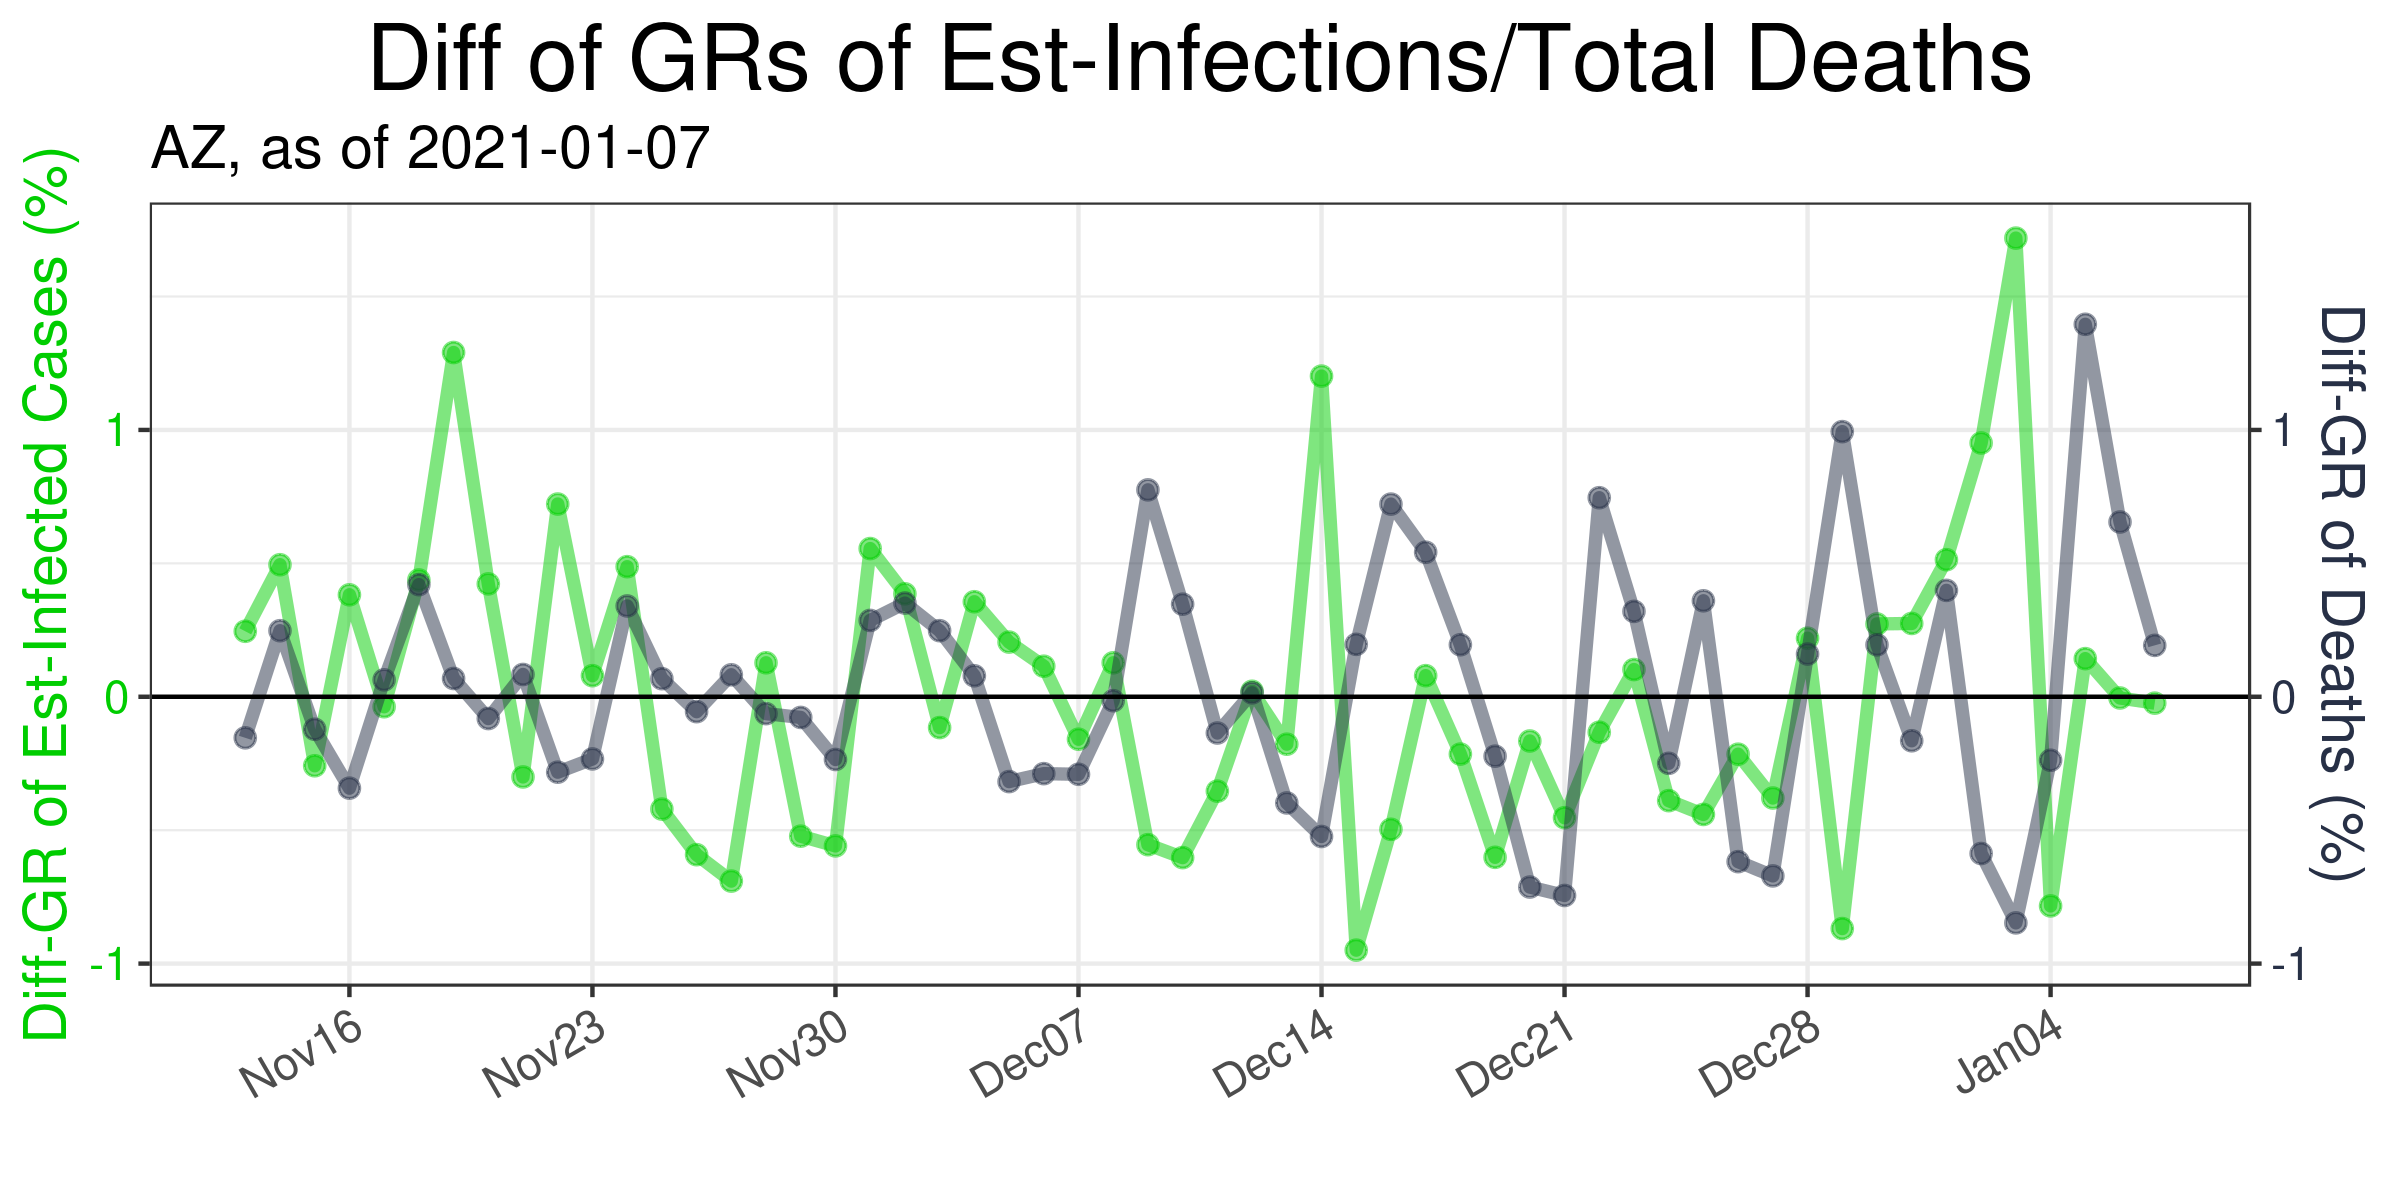 Diff of GRs of Est-Infections/Total Deaths
AZ, as of 2021-01-07
Diff-GR of Est-Infected Cases (%)
1
0
-1
Diff-GR of Deaths (%)
1
0
-1
Nov16
Nov23
Nov30
Dec07
Dec14
Dec21
Dec28
Jan04